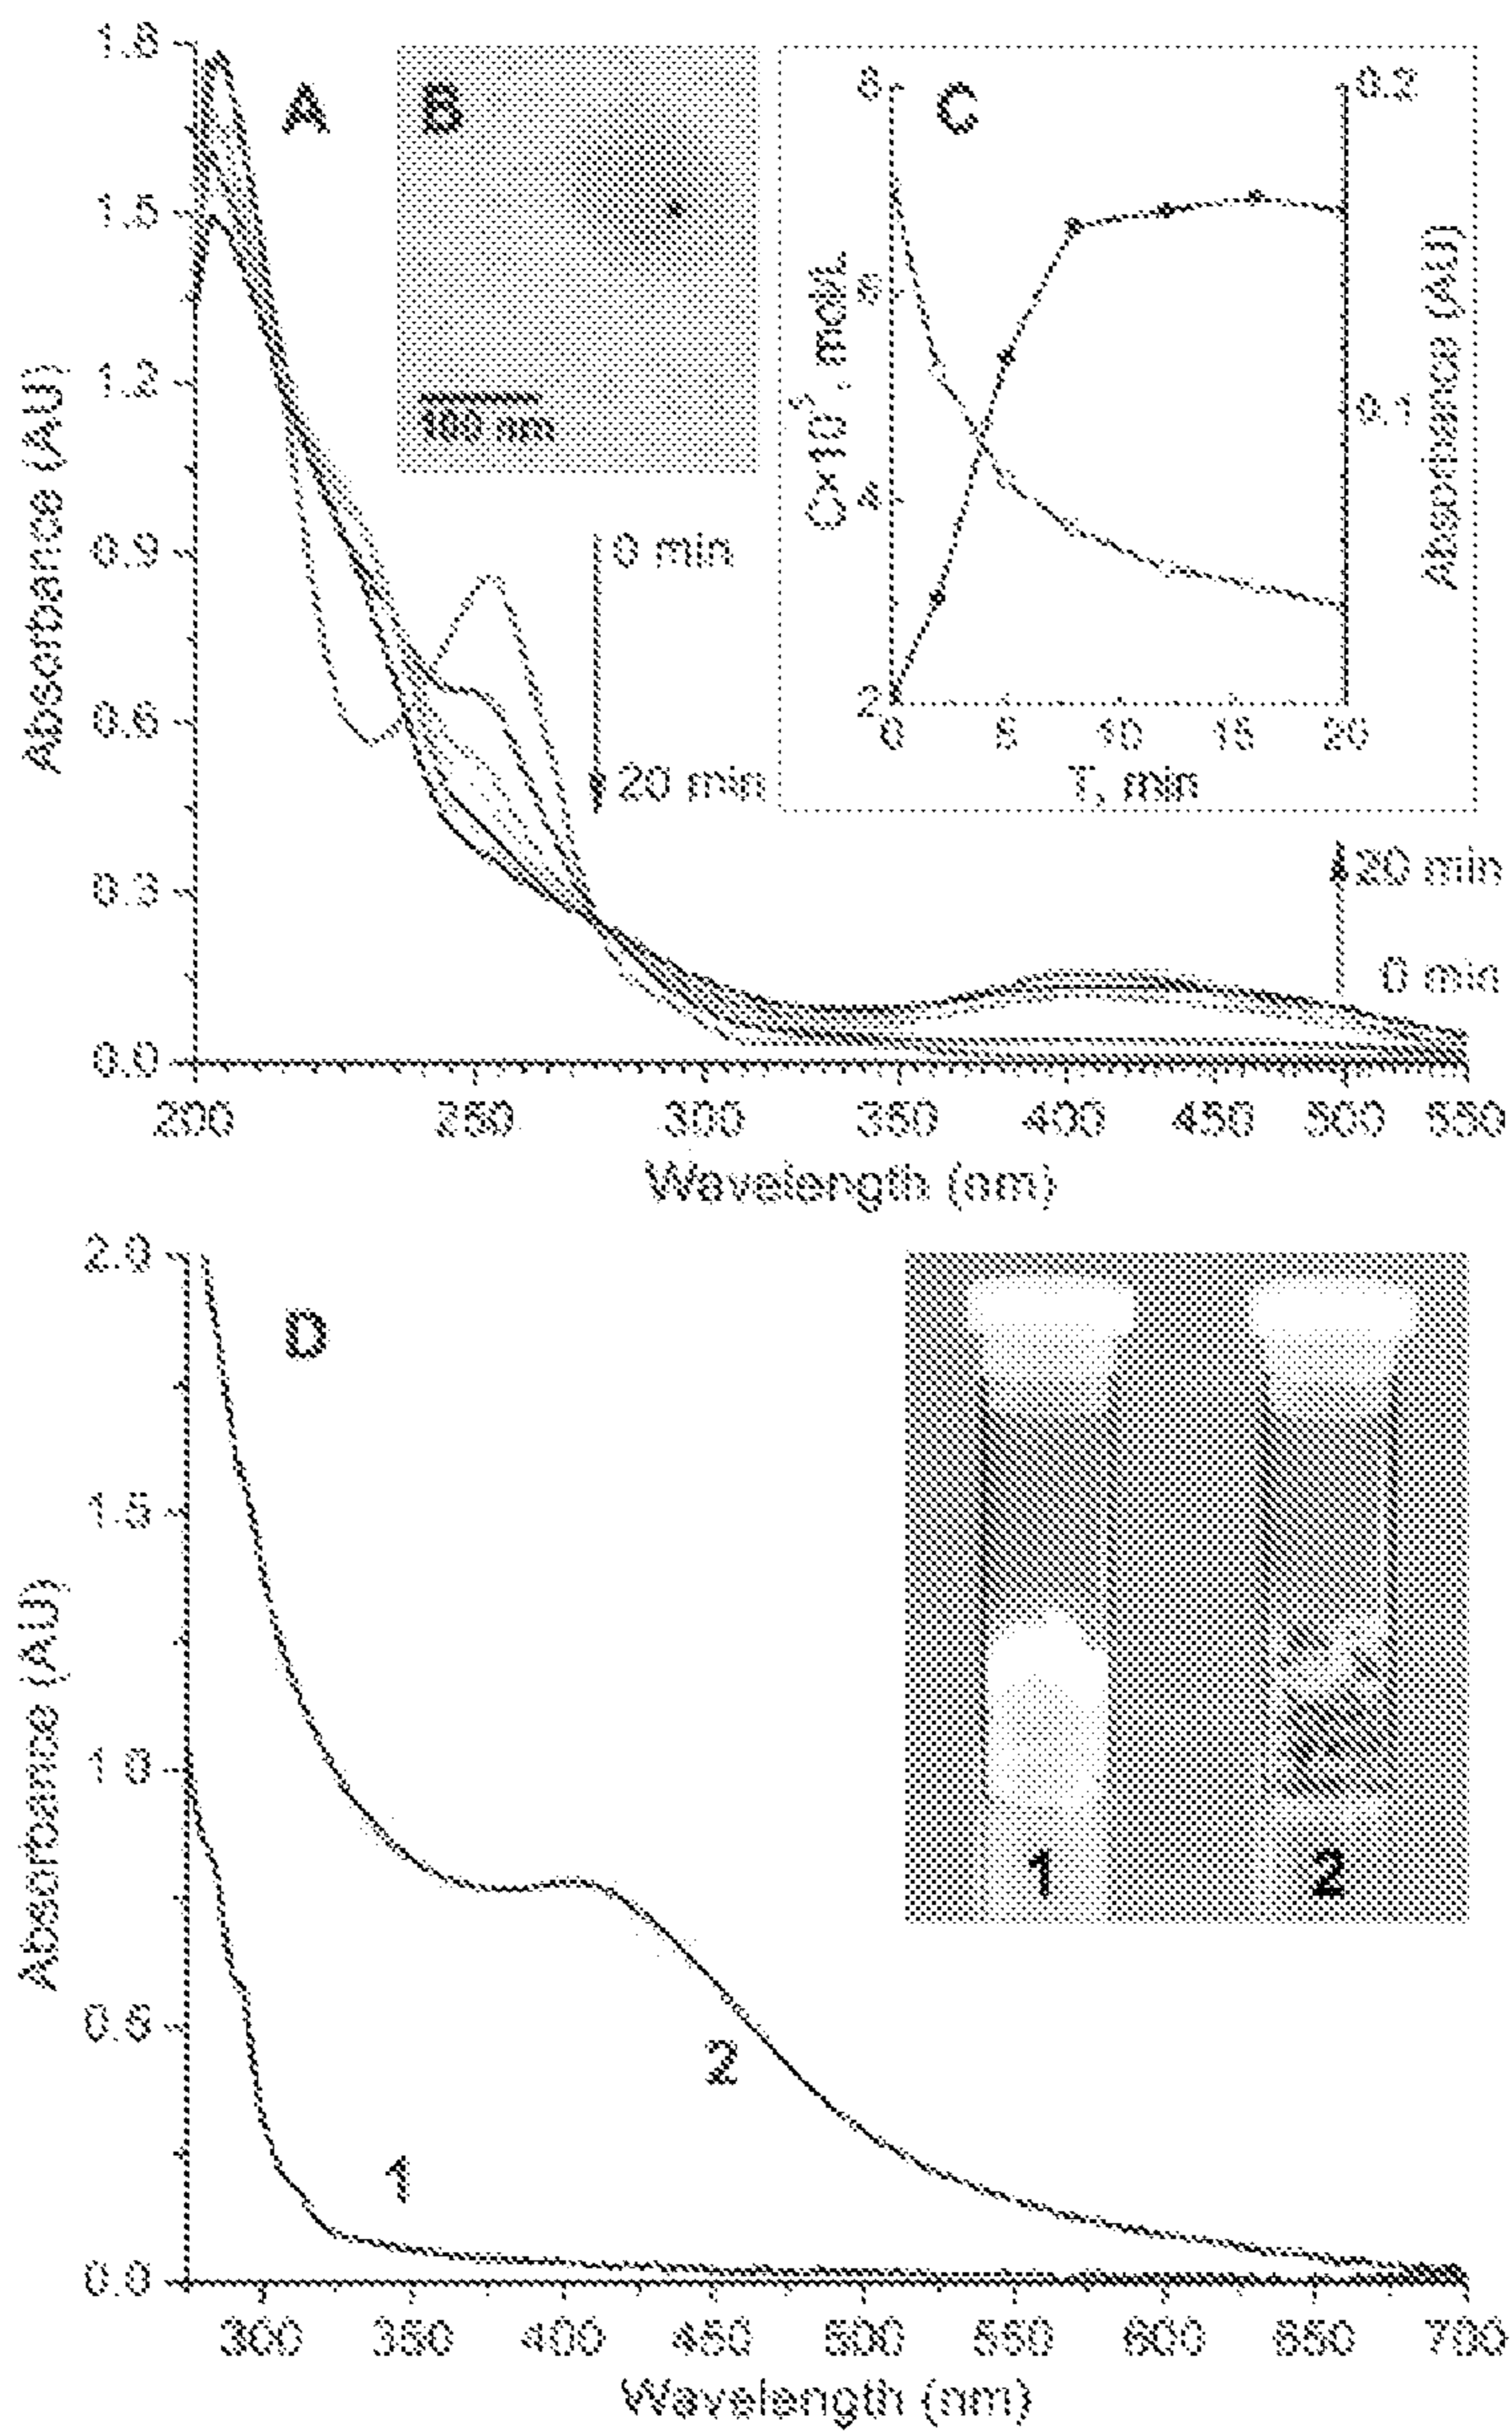 Absorbance (AU)
1.8
1.5
1.2
0.9
0.6
0.3
0.0
A
B
100 nm
0 min
20 min
C
C×10⁵, mol/L
8
6
4
2
0.2
0.1
Absorbance (AU)
0 5 10 15 20
T, min
20 min
0 min
200 250 300 350 400 450 500 550
Wavelength (nm)
Absorbance (AU)
2.0
1.5
1.0
0.5
0.0
D
1 2
2
1
300 350 400 450 500 550 600 650 700
Wavelength (nm)